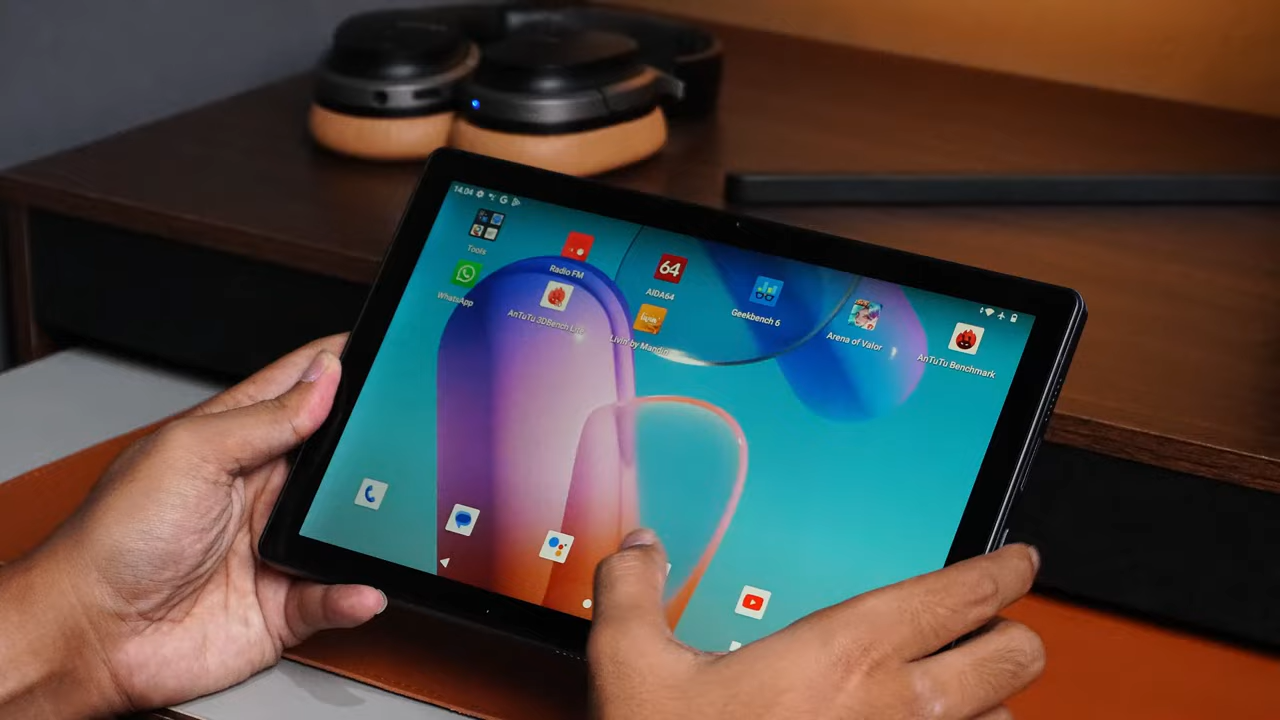 14.04
Tools
Radio FM
AIDA64
Geekbench 6
Arena of Valor
AnTuTu Benchmark
WhatsApp
AnTuTu 3DBench Lite
Livin' by Mandiri
64